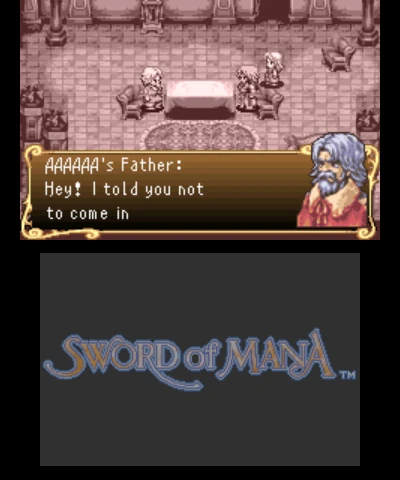 AAAAAA's Father:
Hey! I told you not
to come in
SWORD of MANA™